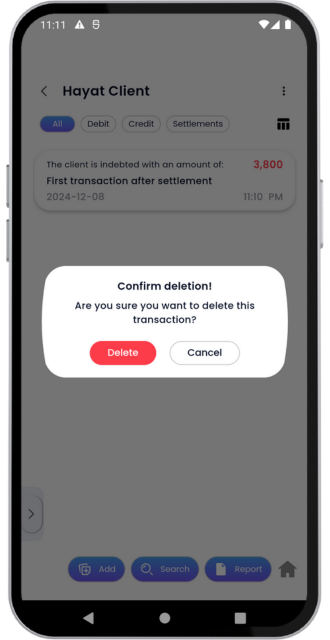 11:11
Hayat Client
All Debit Credit Settlements
The client is indebted with an amount of: 3,800
First transaction after settlement
2024-12-08 11:10 PM
Confirm deletion!
Are you sure you want to delete this
transaction?
Delete Cancel
Add Search Report